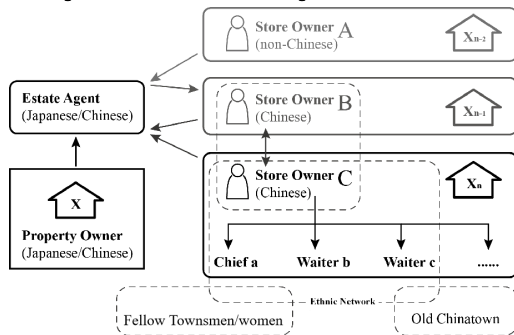 Store Owner A
(non-Chinese)
Xn-2
Estate Agent
(Japanese/Chinese)
Store Owner B
(Chinese)
Xn-1
Store Owner C
(Chinese)
Xn
X
Property Owner
(Japanese/Chinese)
Chief a
Waiter b
Waiter c
......
Ethnic Network
Fellow Townsmen/women
Old Chinatown